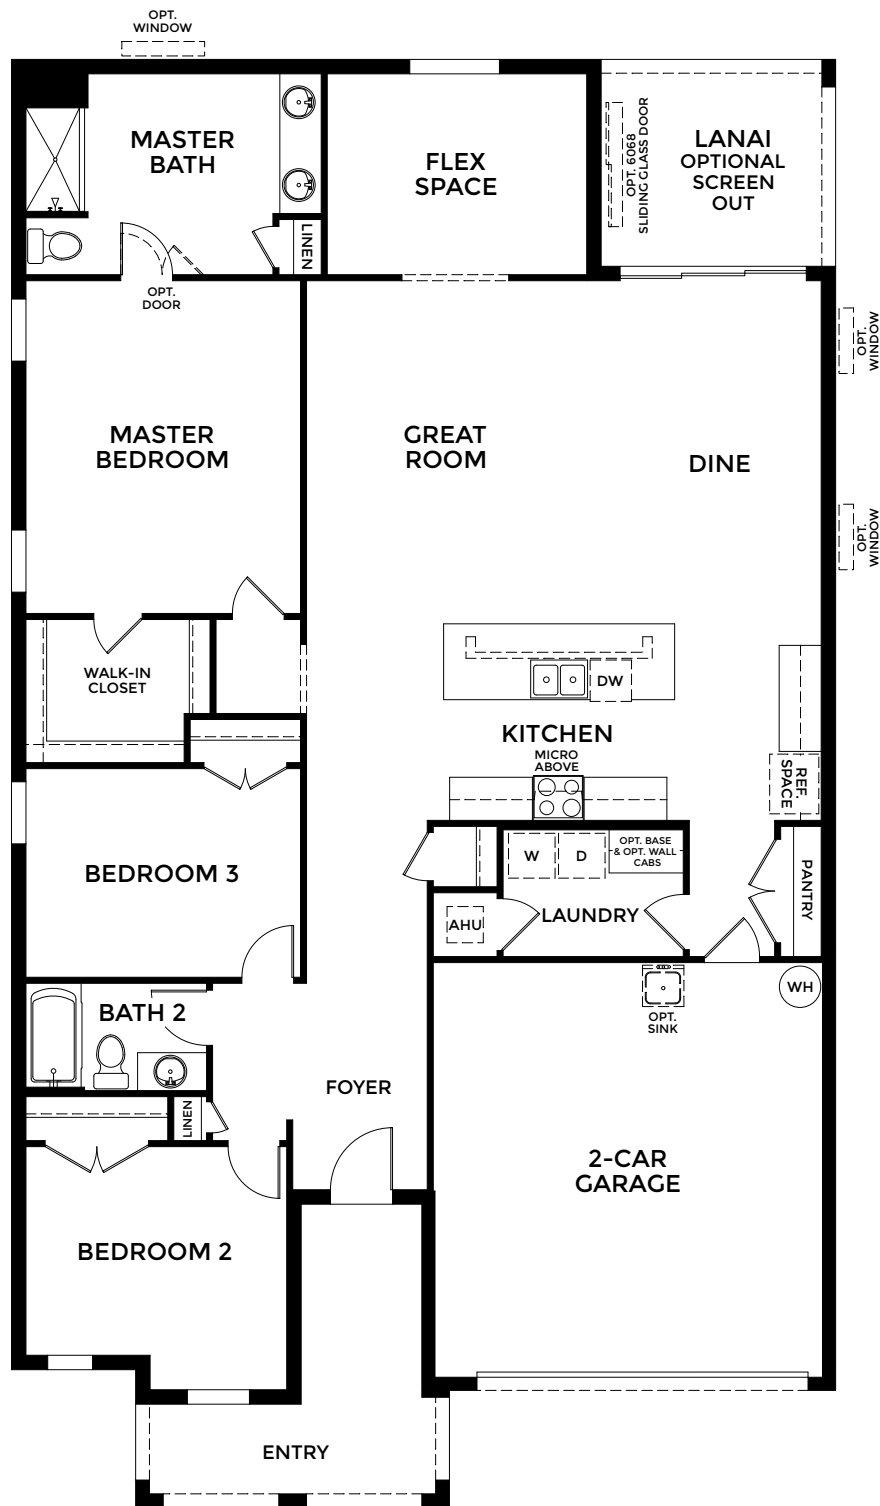 OPT.
WINDOW
MASTER
BATH
FLEX
SPACE
OPT. 6068
SLIDING GLASS DOOR
LANAI
OPTIONAL
SCREEN
OUT
LINEN
OPT.
DOOR
OPT.
WINDOW
MASTER
BEDROOM
GREAT
ROOM
DINE
OPT.
WINDOW
WALK-IN
CLOSET
DW
KITCHEN
MICRO
ABOVE
REF.
SPACE
BEDROOM 3
W
D
OPT. BASE
& OPT. WALL
CABS
PANTRY
AHU
LAUNDRY
BATH 2
WH
OPT.
SINK
FOYER
LINEN
2-CAR
GARAGE
BEDROOM 2
ENTRY